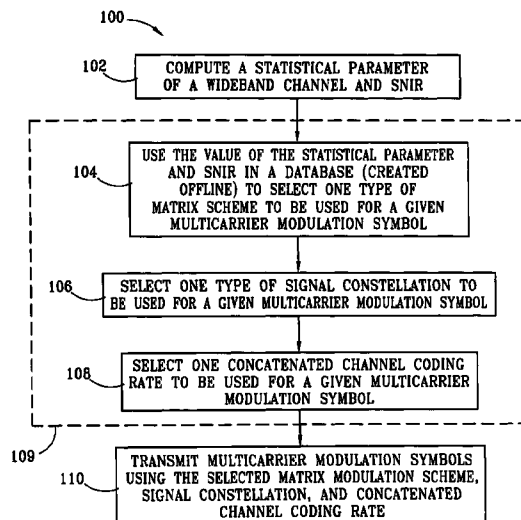 100
102
COMPUTE A STATISTICAL PARAMETER
OF A WIDEBAND CHANNEL AND SNIR
104
USE THE VALUE OF THE STATISTICAL PARAMETER
AND SNIR IN A DATABASE (CREATED
OFFLINE) TO SELECT ONE TYPE OF
MATRIX SCHEME TO BE USED FOR A GIVEN
MULTICARRIER MODULATION SYMBOL
106
SELECT ONE TYPE OF SIGNAL CONSTELLATION TO
BE USED FOR A GIVEN MULTICARRIER MODULATION SYMBOL
108
SELECT ONE CONCATENATED CHANNEL CODING
RATE TO BE USED FOR A GIVEN MULTICARRIER
MODULATION SYMBOL
109
110
TRANSMIT MULTICARRIER MODULATION SYMBOLS
USING THE SELECTED MATRIX MODULATION SCHEME,
SIGNAL CONSTELLATION, AND CONCATENATED
CHANNEL CODING RATE